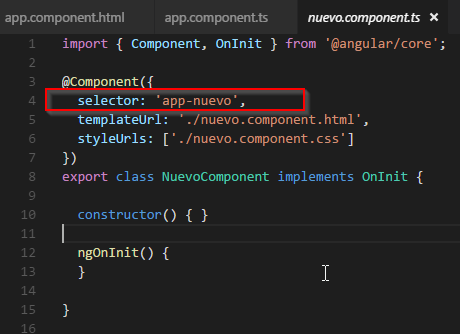 app.component.html app.component.ts nuevo.component.ts ×
1 import { Component, OnInit } from '@angular/core';
2
3 @Component({
4 selector: 'app-nuevo',
5 templateUrl: './nuevo.component.html',
6 styleUrls: ['./nuevo.component.css']
7 })
8 export class NuevoComponent implements OnInit {
9
10 constructor() { }
11
12 ngOnInit() {
13 }
14
15 }
16